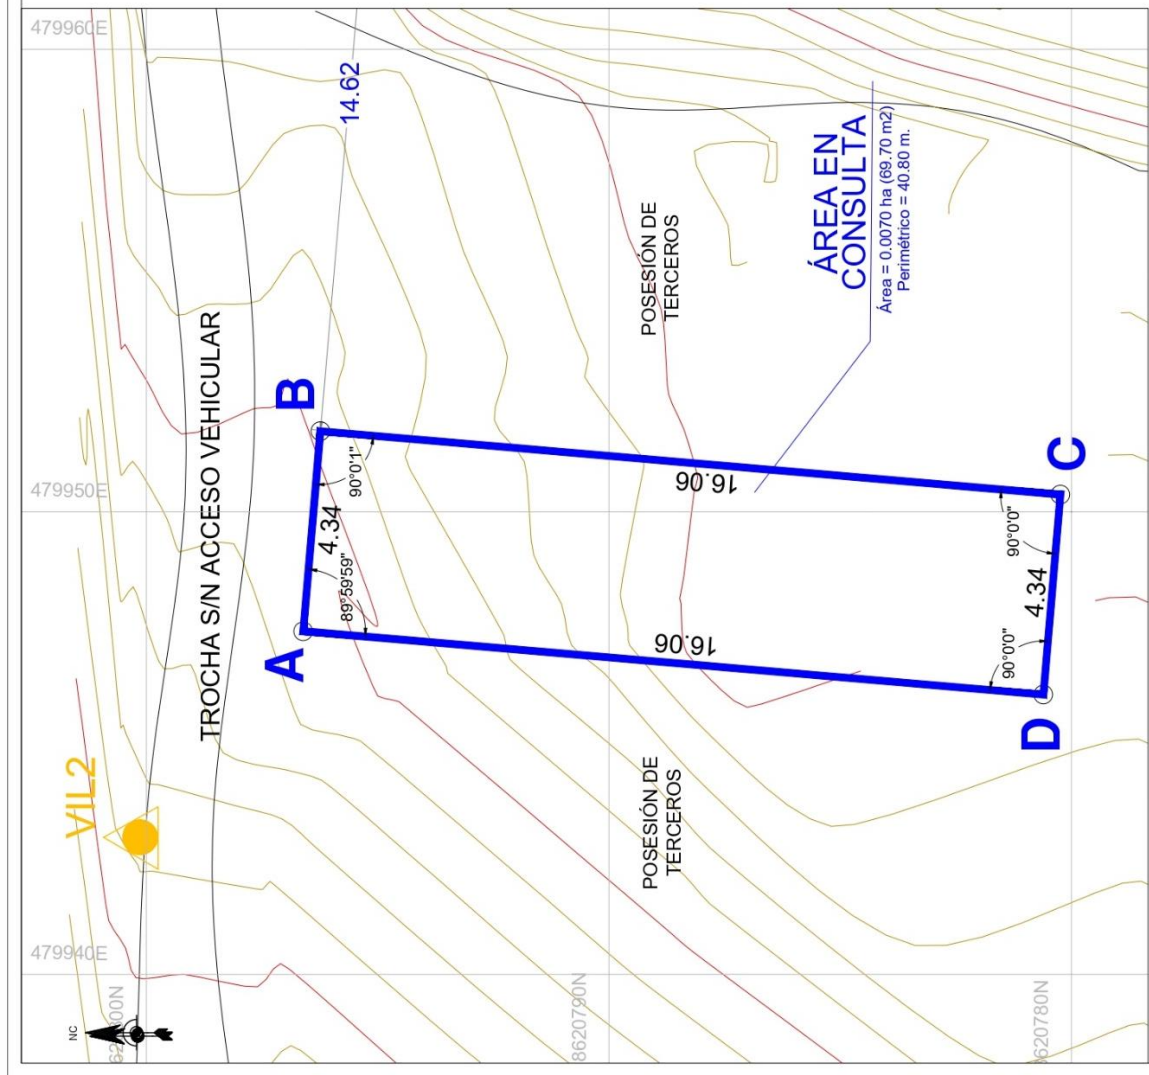 479960E
14.62
ÁREA EN
CONSULTA
Área = 0.0070 ha (69.70 m2)
Perimétrico = 40.80 m.
POSESIÓN DE
TERCEROS
TROCHA S/N ACCESO VEHICULAR
B
90°0'1"
4.34
89°59'59"
A
479950E
16.06
16.06
C
90°0'0"
4.34
90°0'0"
D
VIL2
POSESIÓN DE
TERCEROS
479940E
NC
8620790N